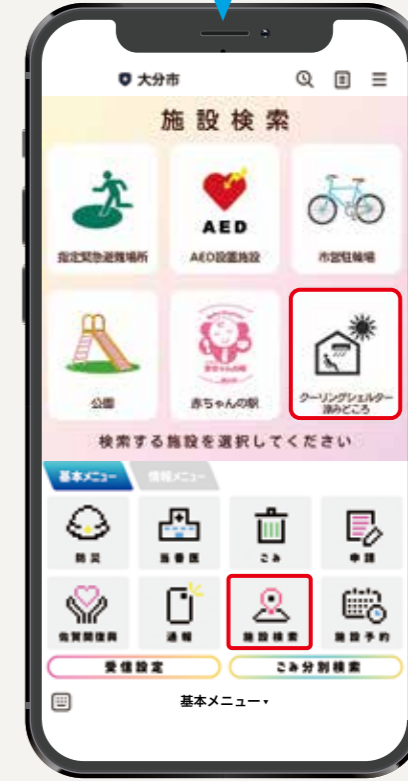 大分市
施設検索
指定緊急避難場所
AED
AED設置施設
市営駐輪場
公園
赤ちゃんの駅
クーリングシェルター
涼みどころ
検索する施設を選択してください
基本メニュー
情報メニュー
防災
当番医
ごみ
申請
佐賀関復興
通報
施設検索
施設予約
受信設定
ごみ分別検索
基本メニュー▾